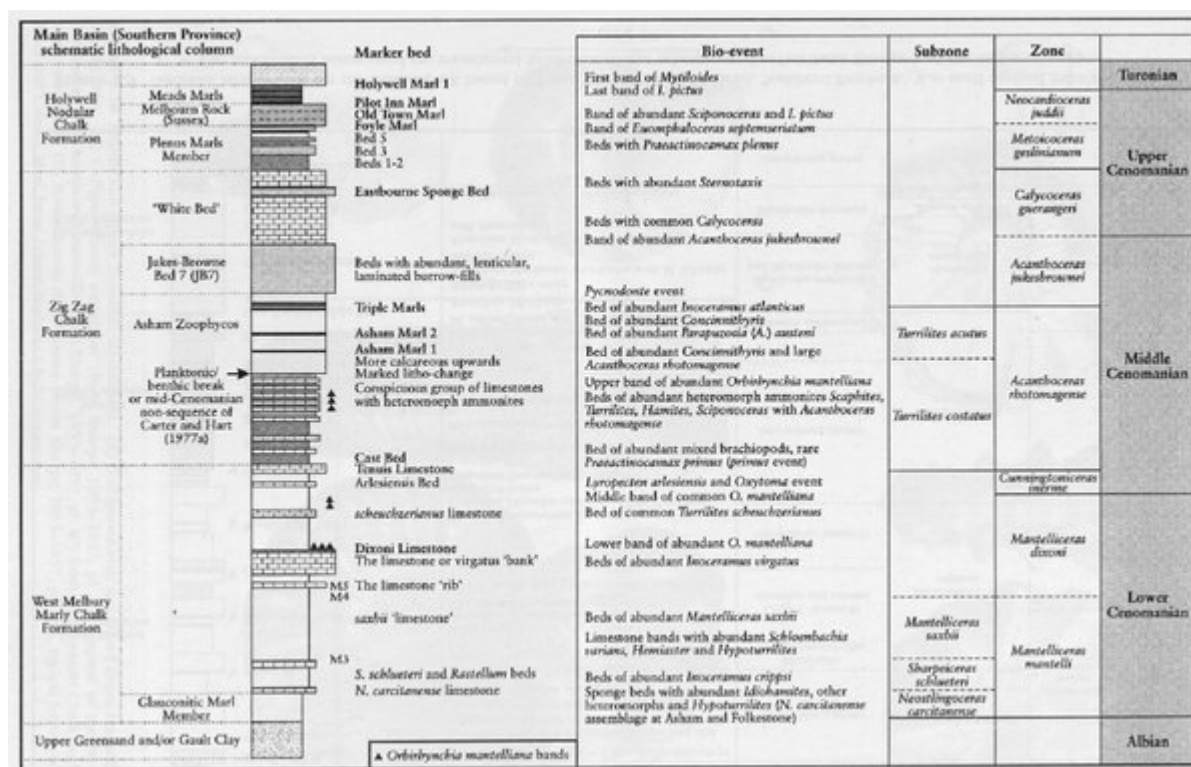 Main Basin (Southern Province)
schematic lithological column
Marker bed
Bio-event
Subzone
Zone
Holywell
Nodular
Chalk
Formation
Meads Marls
Melbourn Rock
(Sussex)
Plenus Marls
Member
Holywell Marl 1
Pilot Inn Marl
Old Town Marl
Foyle Marl
Bed 5
Bed 3
Beds 1-2
First band of Mytiloides
Last band of I. pictus
Band of abundant Sciponoceras and I. pictus
Band of Euomphaloceras septemseriatum
Beds with Praeactinocamax plenus
Neocardioceras
juddii
Metoicoceras
geslinianum
Turonian
Upper
Cenomanian
Zig Zag
Chalk
Formation
"White Bed"
Eastbourne Sponge Bed
Beds with abundant Sternotaxis
Beds with common Calycoceras
Band of abundant Acanthoceras jukesbrownei
Calycoceras
guerangeri
Jukes-Browne
Bed 7 (JB7)
Beds with abundant, lenticular,
laminated burrow-fills
Pycnodonte event
Acanthoceras
jukesbrownei
Asham Zoophycos
Triple Marls
Asham Marl 2
Asham Marl 1
More calcareous upwards
Marked litho-change
Bed of abundant Inoceramus atlanticus
Bed of abundant Concinnithyris
Bed of abundant Parapuzosia (A.) austeni
Bed of abundant Concinnithyris and large
Acanthoceras rhotomagense
Turrilites acutus
Middle
Cenomanian
Planktonic/
benthic break
or mid-Cenomanian
non-sequence of
Carter and Hart
(1977a)
Conspicious group of limestones
with heteromorph ammonites
Upper band of abundant Orbirhynchia mantelliana
Beds of abundant heteromorph ammonites Scaphites,
Turrilites, Hamites, Sciponoceras with Acanthoceras
rhotomagense
Turrilites costatus
Acanthoceras
rhotomagense
Cast Bed
Tenuis Limestone
Bed of abundant mixed brachiopods, rare
Praeactinocamax primus (primus event)
Arlesiensis Bed
Lyropecten arlesiensis and Oxytoma event
Middle band of common O. mantelliana
Cunningtoniceras
inerme
scheuchzerianus limestone
Bed of common Turrilites scheuchzerianus
Dixoni Limestone
The limestone or virgatus "bank"
Lower band of abundant O. mantelliana
Beds of abundant Inoceramus virgatus
Mantelliceras
dixoni
West Melbury
Marly Chalk
Formation
M5
M4
The limestone "rib"
saxbii "limestone"
Beds of abundant Mantelliceras saxbii
Limestone bands with abundant Schloenbachia
varians, Hemiaster and Hypoturrilites
Mantelliceras
saxbii
Mantelliceras
mantelli
Lower
Cenomanian
M3
S. schlueteri and Rastellum beds
N. carcitanense limestone
Beds of abundant Inoceramus crippsi
Sponge beds with abundant Idiohamites, other
heteromorphs and Hypoturrilites (N. carcitanense
assemblage at Asham and Folkestone)
Sharpeiceras
schlueteri
Neostlingoceras
carcitanense
Glauconitic Marl
Member
Upper Greensand and/or Gault Clay
Albian
▲ Orbirhynchia mantelliana bands